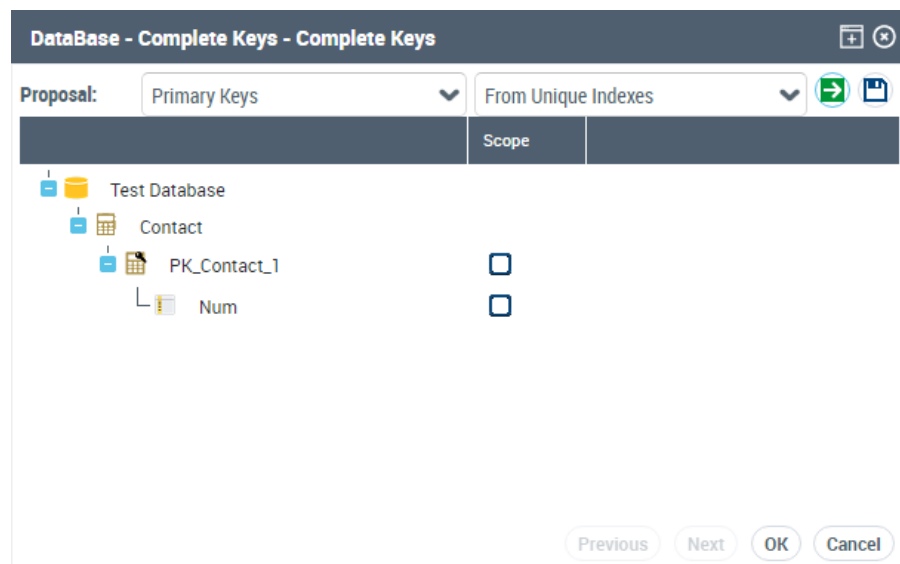 DataBase - Complete Keys - Complete Keys
Proposal: Primary Keys From Unique Indexes
Scope
Test Database
Contact
PK_Contact_1
Num
Previous Next OK Cancel